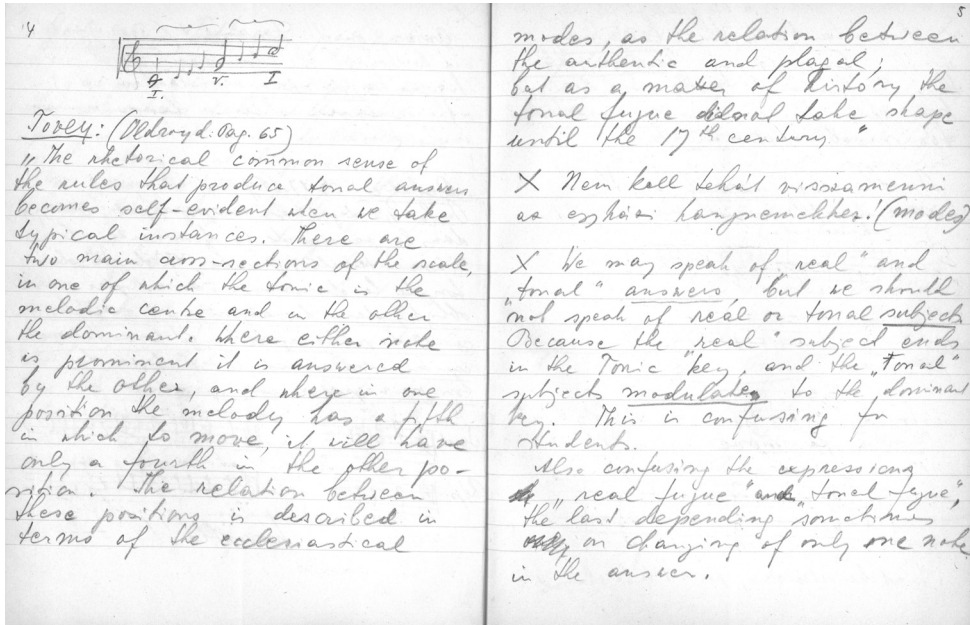 4
I. V. I
Tovey: (Oldroyd. Pag. 65)
„The rhetorical common sense of
the rules that produce tonal answers
becomes self-evident when we take
typical instances. There are
two main cross-sections of the scale,
in one of which the tonic is the
melodic centre and in the other
the dominant. Where either note
is prominent it is answered
by the other, and where in one
position the melody has a fifth
in which to move, it will have
only a fourth in the other po-
sition. The relation between
these positions is described in
terms of the ecclesiastical
5
modes, as the relation between
the authentic and plagal;
but as a matter of history the
tonal fugue did not take shape
until the 17th century."
X Nem kell tehát visszamenni
az egyházi hangnemekhez! (modes)
X We may speak of „real" and
„tonal" answers, but we should
not speak of real or tonal subjects
Because the „real" subject ends
in the Tonic key, and the „Tonal"
subjects modulates to the dominant
key. This is confusing for
students.
Also confusing the expressions
„real fugue" and „tonal fugue",
the last depending sometimes
on changing of only one note
in the answer.